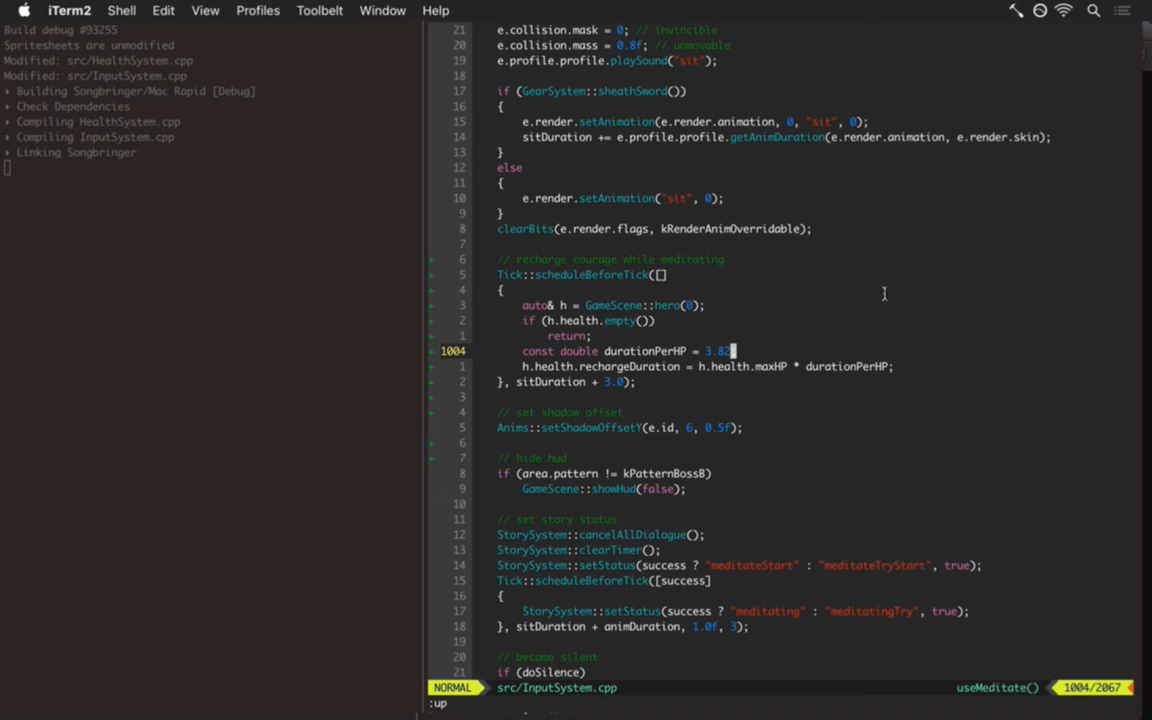 iTerm2 Shell Edit View Profiles Toolbelt Window Help
Build debug #93255
Spritesheets are unmodified
Modified: src/HealthSystem.cpp
Modified: src/InputSystem.cpp
▸ Building Songbringer/Mac Rapid [Debug]
▸ Check Dependencies
▸ Compiling HealthSystem.cpp
▸ Compiling InputSystem.cpp
▸ Linking Songbringer
21 e.collision.mask = 0; // invincible
20 e.collision.mass = 0.8f; // unmovable
19 e.profile.profile.playSound("sit");
18
17 if (GearSystem::sheathSword())
16 {
15 e.render.setAnimation(e.render.animation, 0, "sit", 0);
14 sitDuration += e.profile.profile.getAnimDuration(e.render.animation, e.render.skin);
13 }
12 else
11 {
10 e.render.setAnimation("sit", 0);
9 }
8 clearBits(e.render.flags, kRenderAnimOverridable);
7
+ 6 // recharge courage while meditating
+ 5 Tick::scheduleBeforeTick([]
+ 4 {
+ 3 auto& h = GameScene::hero(0);
+ 2 if (h.health.empty())
+ 1 return;
+ 1004 const double durationPerHP = 3.82
+ 1 h.health.rechargeDuration = h.health.maxHP * durationPerHP;
+ 2 }, sitDuration + 3.0);
+ 3
+ 4 // set shadow offset
+ 5 Anims::setShadowOffsetY(e.id, 6, 0.5f);
+ 6
+ 7 // hide hud
8 if (area.pattern != kPatternBossB)
9 GameScene::showHud(false);
10
11 // set story status
12 StorySystem::cancelAllDialogue();
13 StorySystem::clearTimer();
14 StorySystem::setStatus(success ? "meditateStart" : "meditateTryStart", true);
15 Tick::scheduleBeforeTick([success]
16 {
17 StorySystem::setStatus(success ? "meditating" : "meditatingTry", true);
18 }, sitDuration + animDuration, 1.0f, 3);
19
20 // become silent
21 if (doSilence)
NORMAL src/InputSystem.cpp useMeditate() 1004/2067
:up